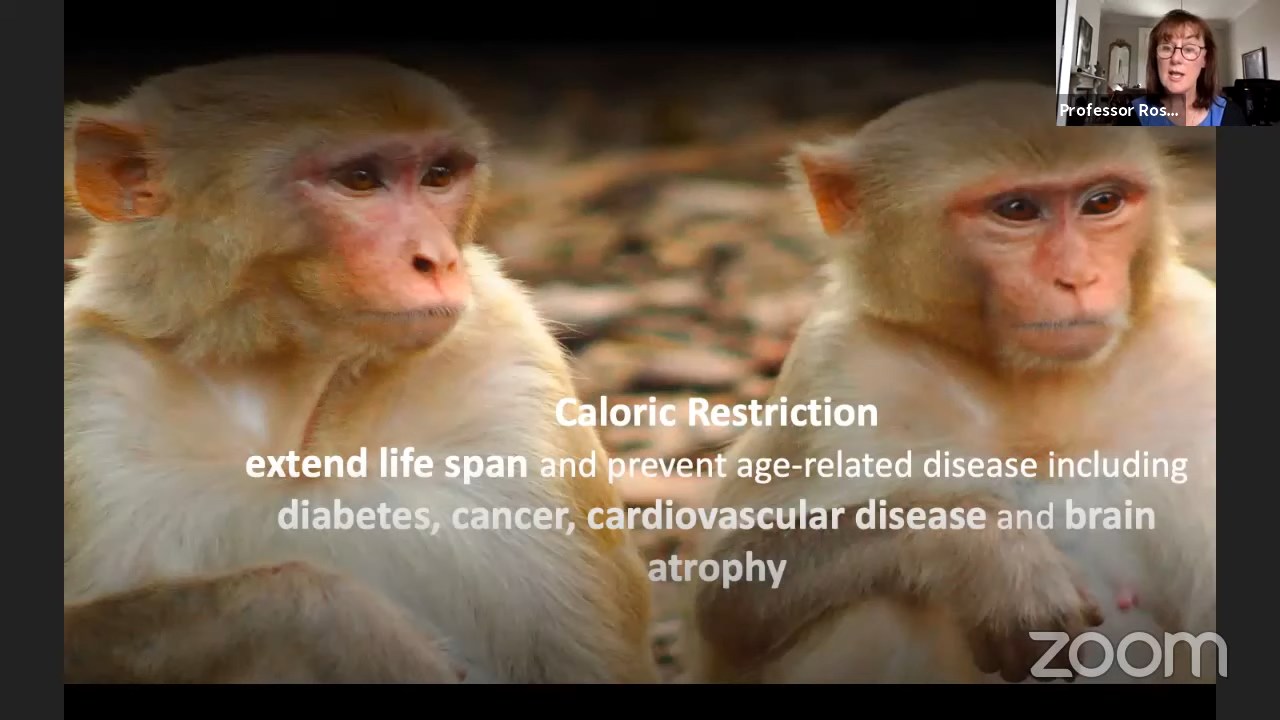 Professor Ros...
Caloric Restriction
extend life span and prevent age-related disease including
diabetes, cancer, cardiovascular disease and brain
atrophy
zoom